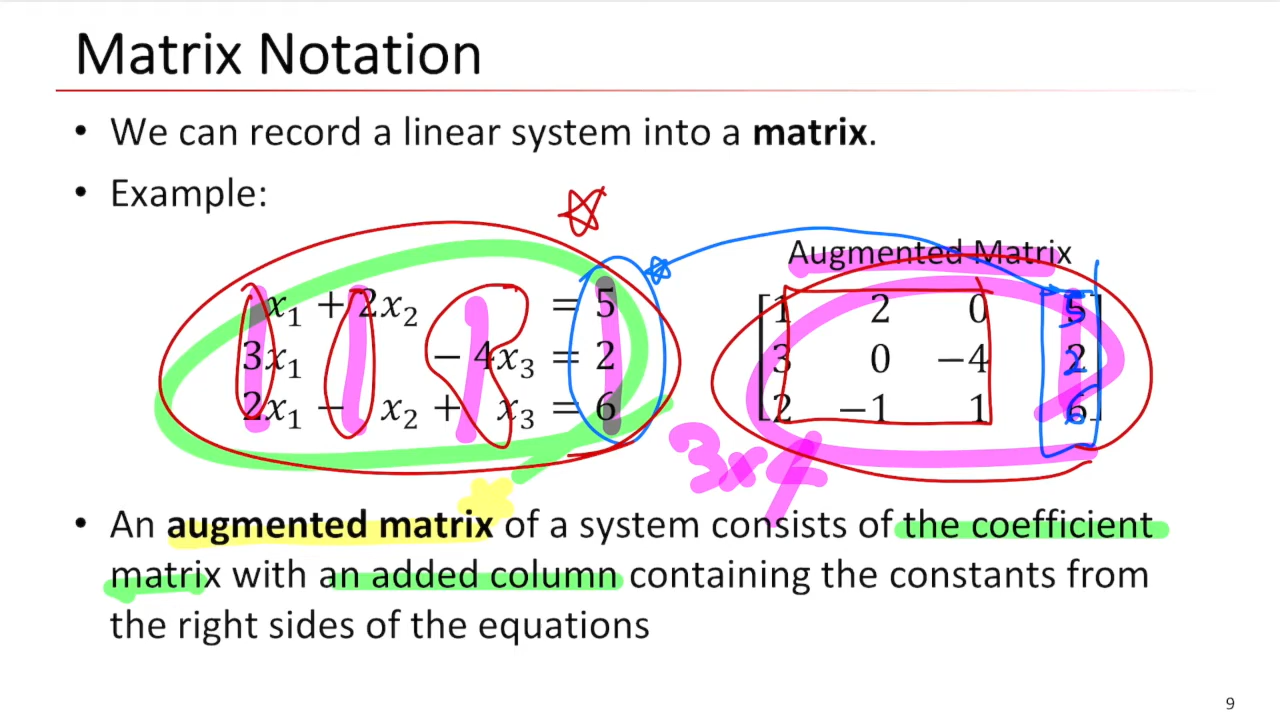 Matrix Notation
• We can record a linear system into a matrix.
• Example:
x₁ + 2x₂ = 5
3x₁ − 4x₃ = 2
2x₁ − x₂ + x₃ = 6
Augmented Matrix
[1 2 0 5
3 0 −4 2
2 −1 1 6]
3×4
• An augmented matrix of a system consists of the coefficient
matrix with an added column containing the constants from
the right sides of the equations
9